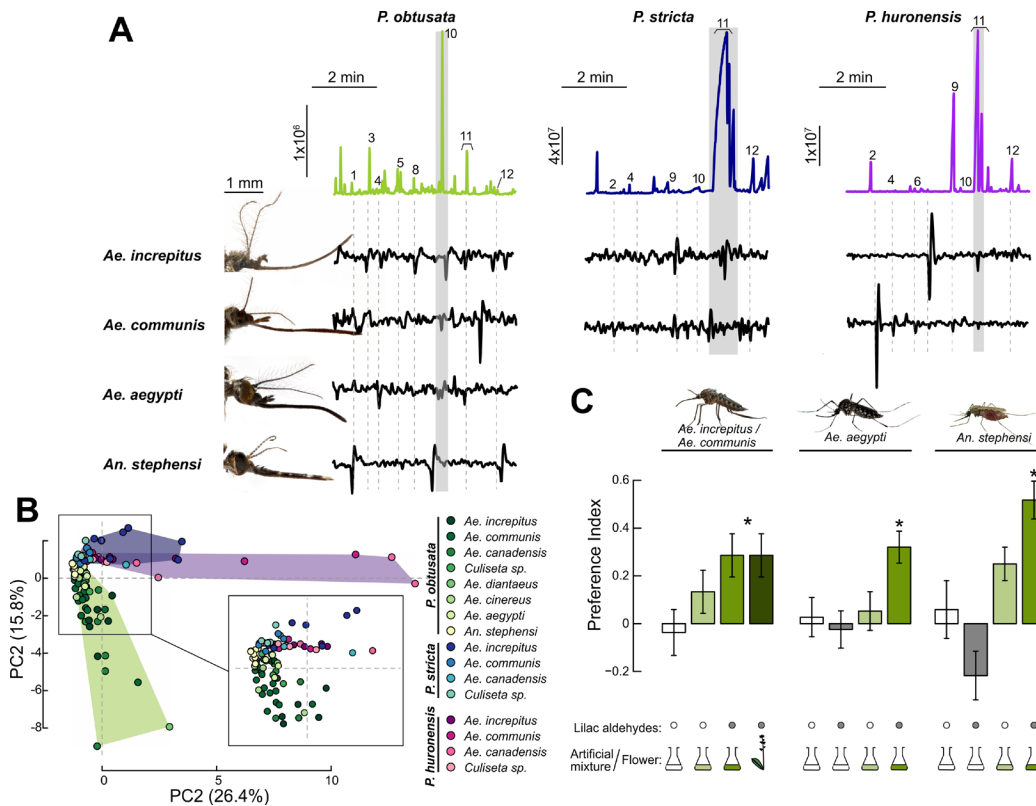 A
P. obtusata
P. stricta
P. huronensis
10
11
11
2 min
2 min
2 min
1x10⁶
4x10⁷
1x10⁷
3
9
1
4
5
8
11
12
2
4
9
10
12
2
4
6
10
12
1 mm
Ae. increpitus
Ae. communis
Ae. aegypti
An. stephensi
B
PC2 (15.8%)
2
0
-2
-4
-6
-8
0
5
10
PC2 (26.4%)
P. obtusata
Ae. increpitus
Ae. communis
Ae. canadensis
Culiseta sp.
Ae. diantaeus
Ae. cinereus
Ae. aegypti
An. stephensi
P. stricta
Ae. increpitus
Ae. communis
Ae. canadensis
Culiseta sp.
P. huronensis
Ae. increpitus
Ae. communis
Ae. canadensis
Culiseta sp.
C
Ae. increpitus /
Ae. communis
Ae. aegypti
An. stephensi
Preference Index
0.6
0.4
0.2
0
−0.2
*
*
*
Lilac aldehydes:
Artificial
mixture / Flower: